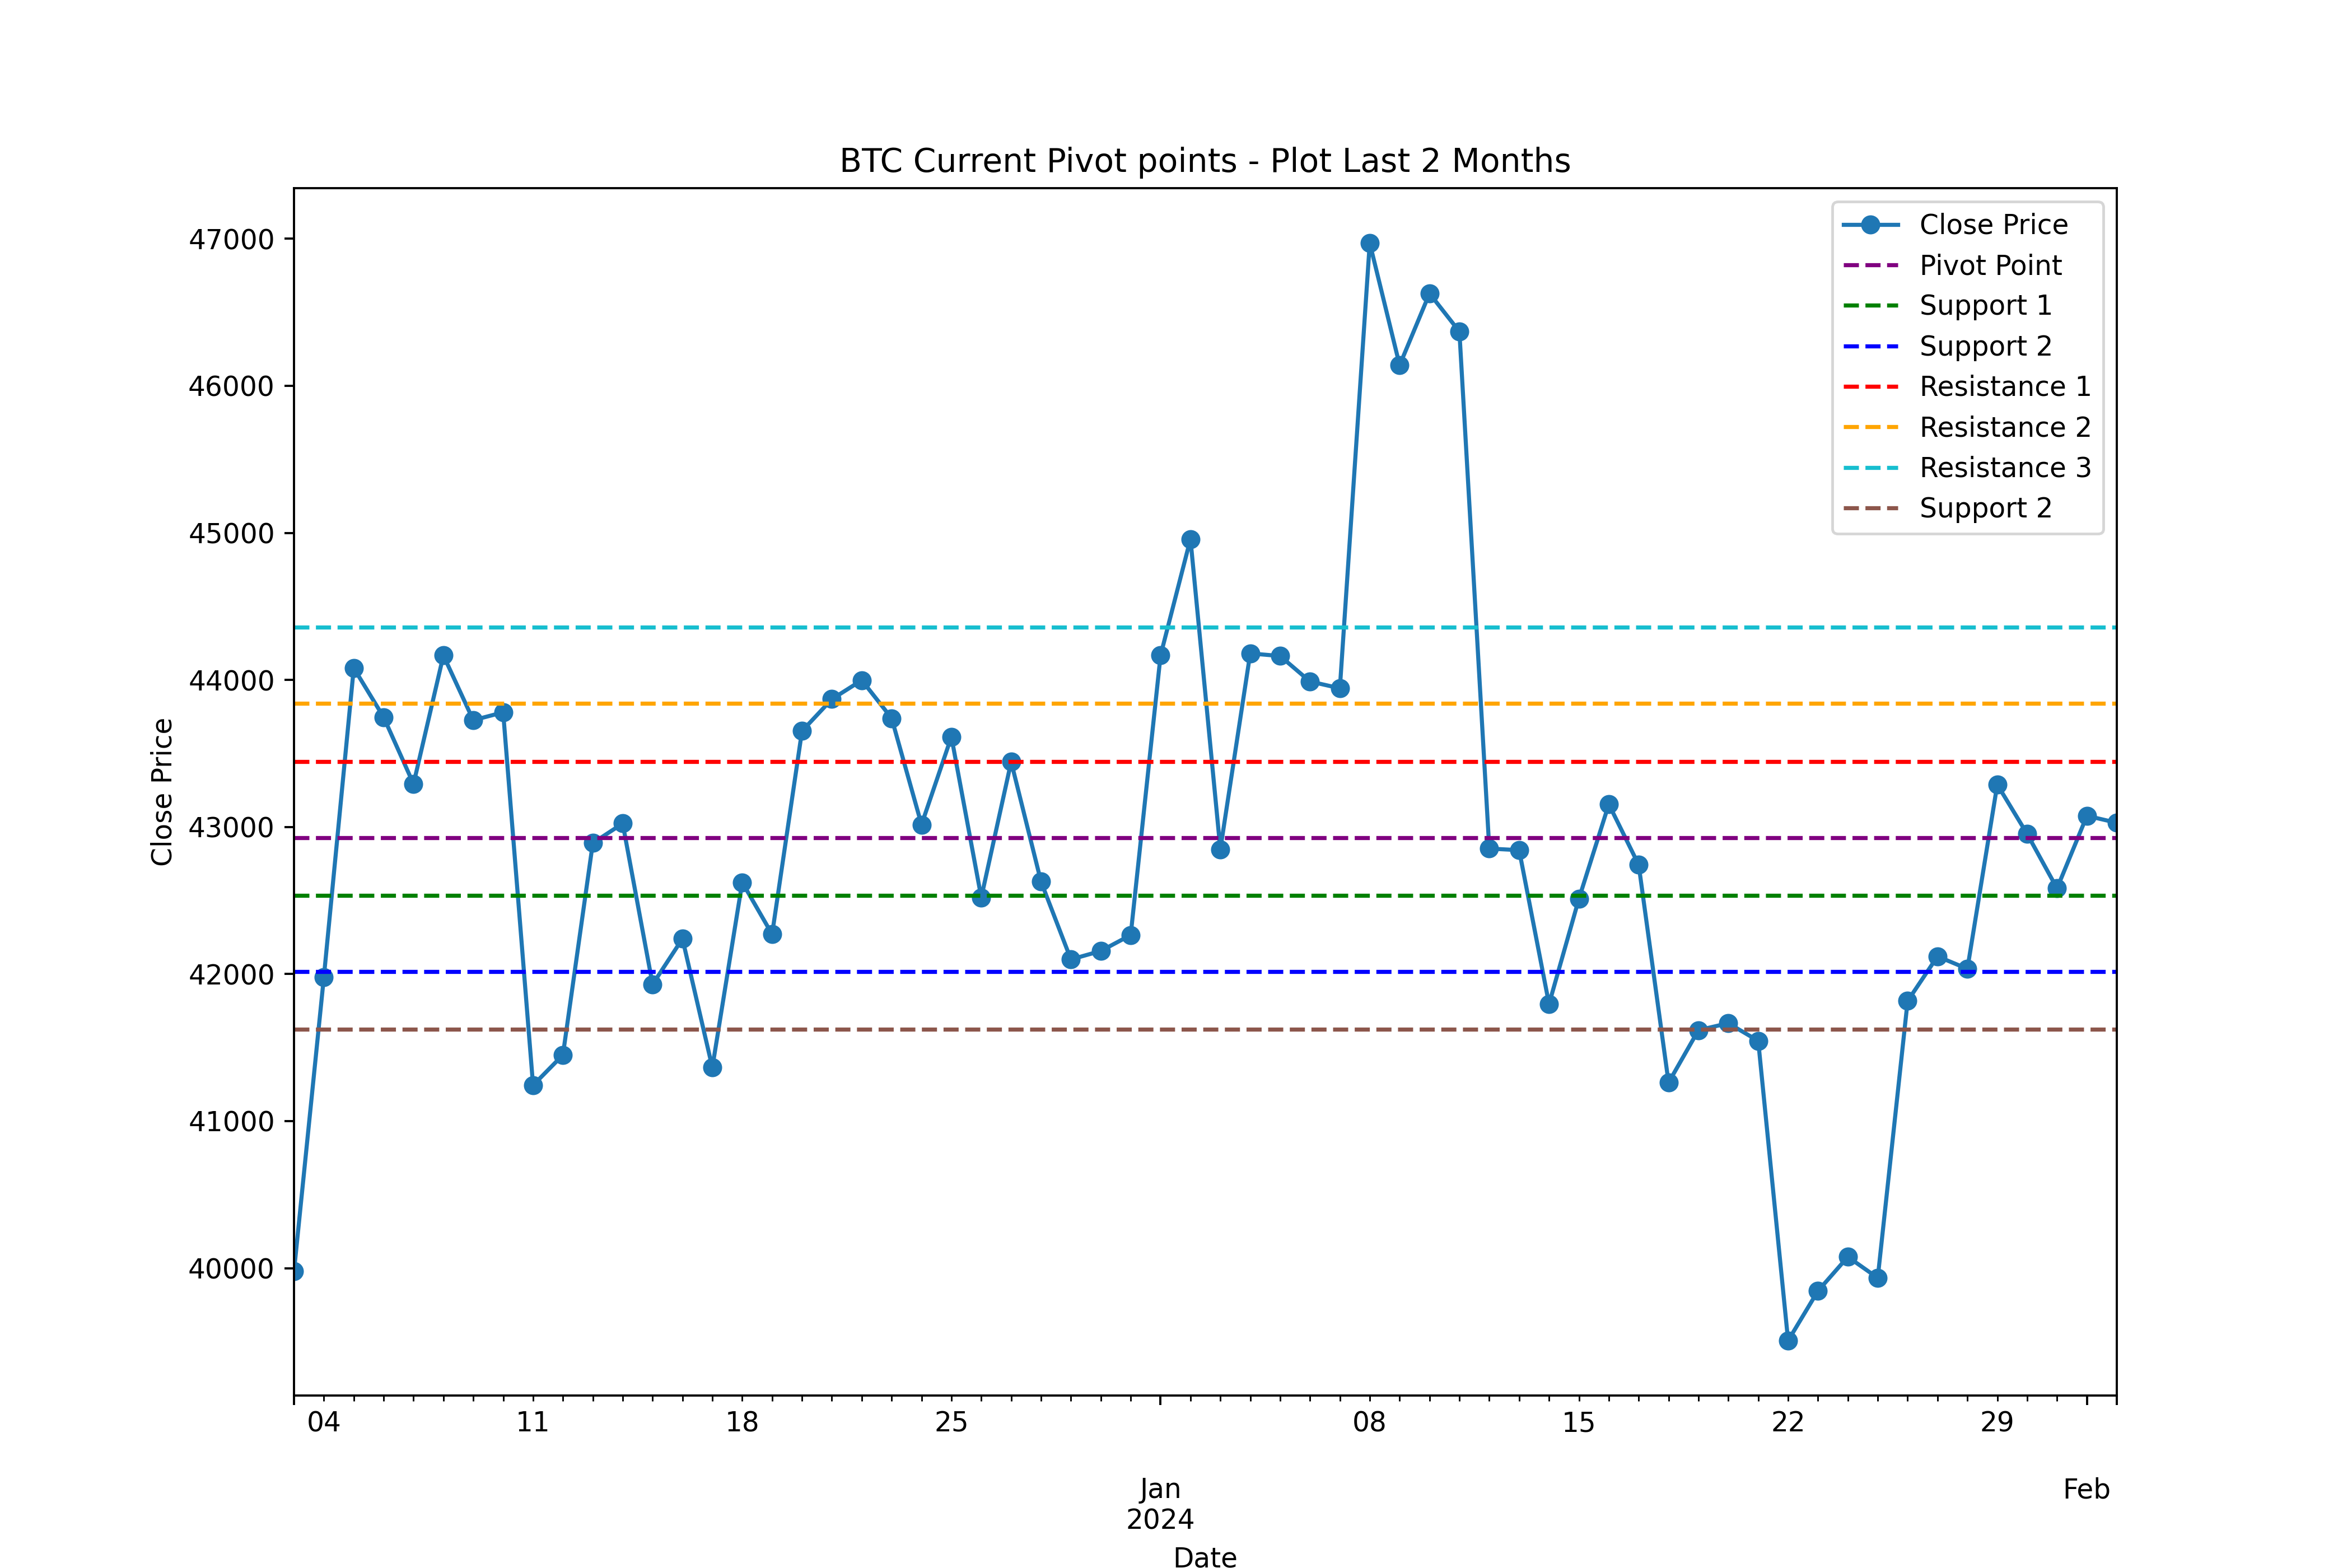 BTC Current Pivot points - Plot Last 2 Months
47000
46000
45000
44000
43000
42000
41000
40000
Close Price
Close Price
Pivot Point
Support 1
Support 2
Resistance 1
Resistance 2
Resistance 3
Support 2
04 11 18 25 08 15 22 29
Jan Feb
2024
Date